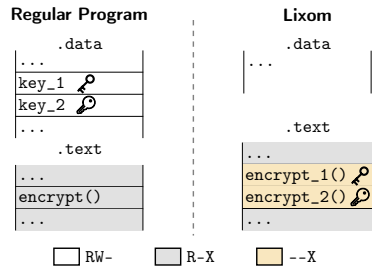 Regular Program
.data
...
key_1
key_2
...
.text
...
encrypt()
...
Lixom
.data
...
.text
...
encrypt_1()
encrypt_2()
...
RW-
R-X
--X